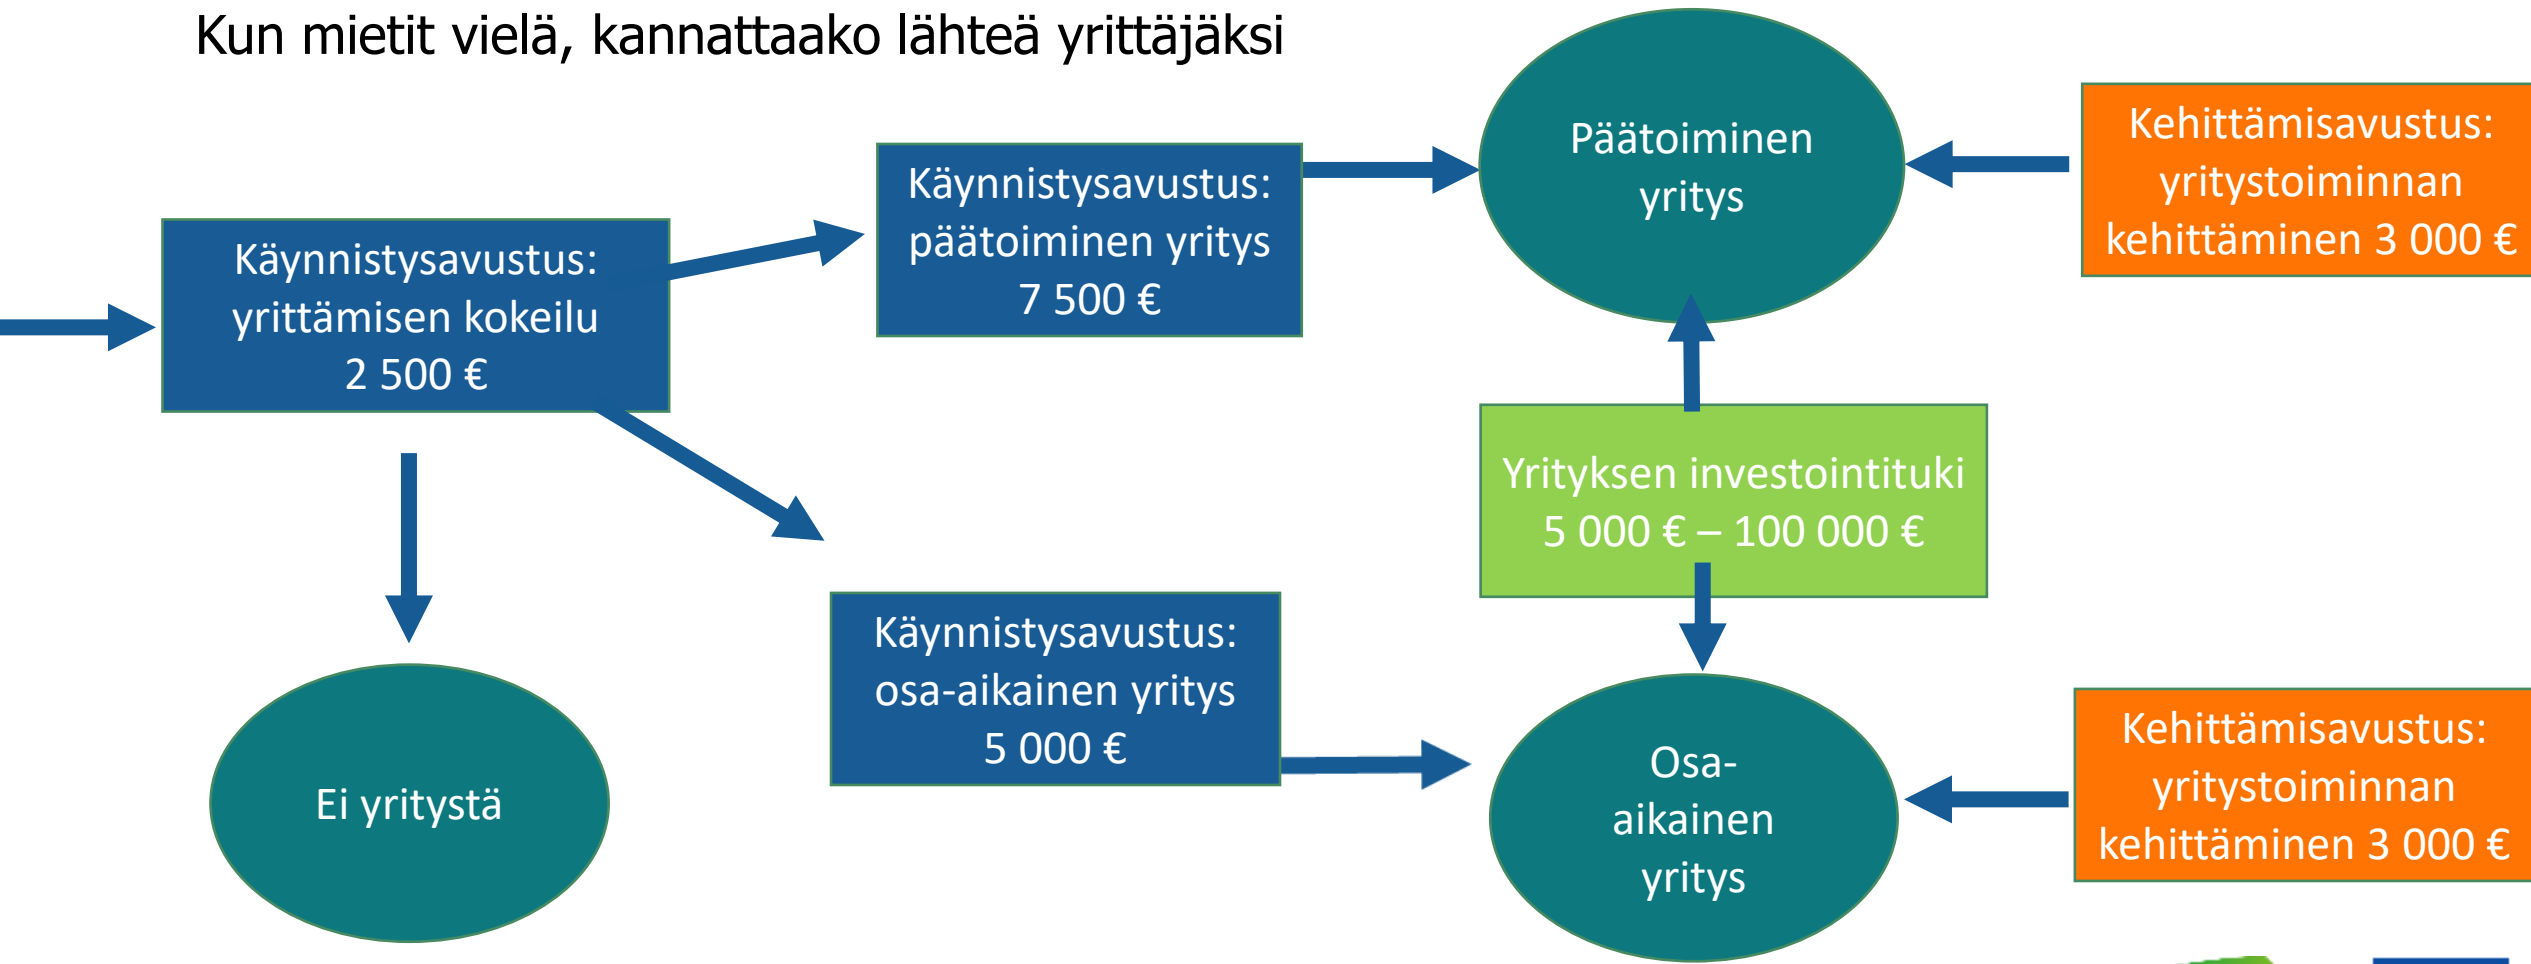 Kun mietit vielä, kannattaako lähteä yrittäjäksi
Käynnistysavustus:
yrittämisen kokeilu
2 500 €
Käynnistysavustus:
päätoiminen yritys
7 500 €
Päätoiminen
yritys
Kehittämisavustus:
yritystoiminnan
kehittäminen 3 000 €
Yrityksen investointituki
5 000 € – 100 000 €
Käynnistysavustus:
osa-aikainen yritys
5 000 €
Ei yritystä
Osa-
aikainen
yritys
Kehittämisavustus:
yritystoiminnan
kehittäminen 3 000 €